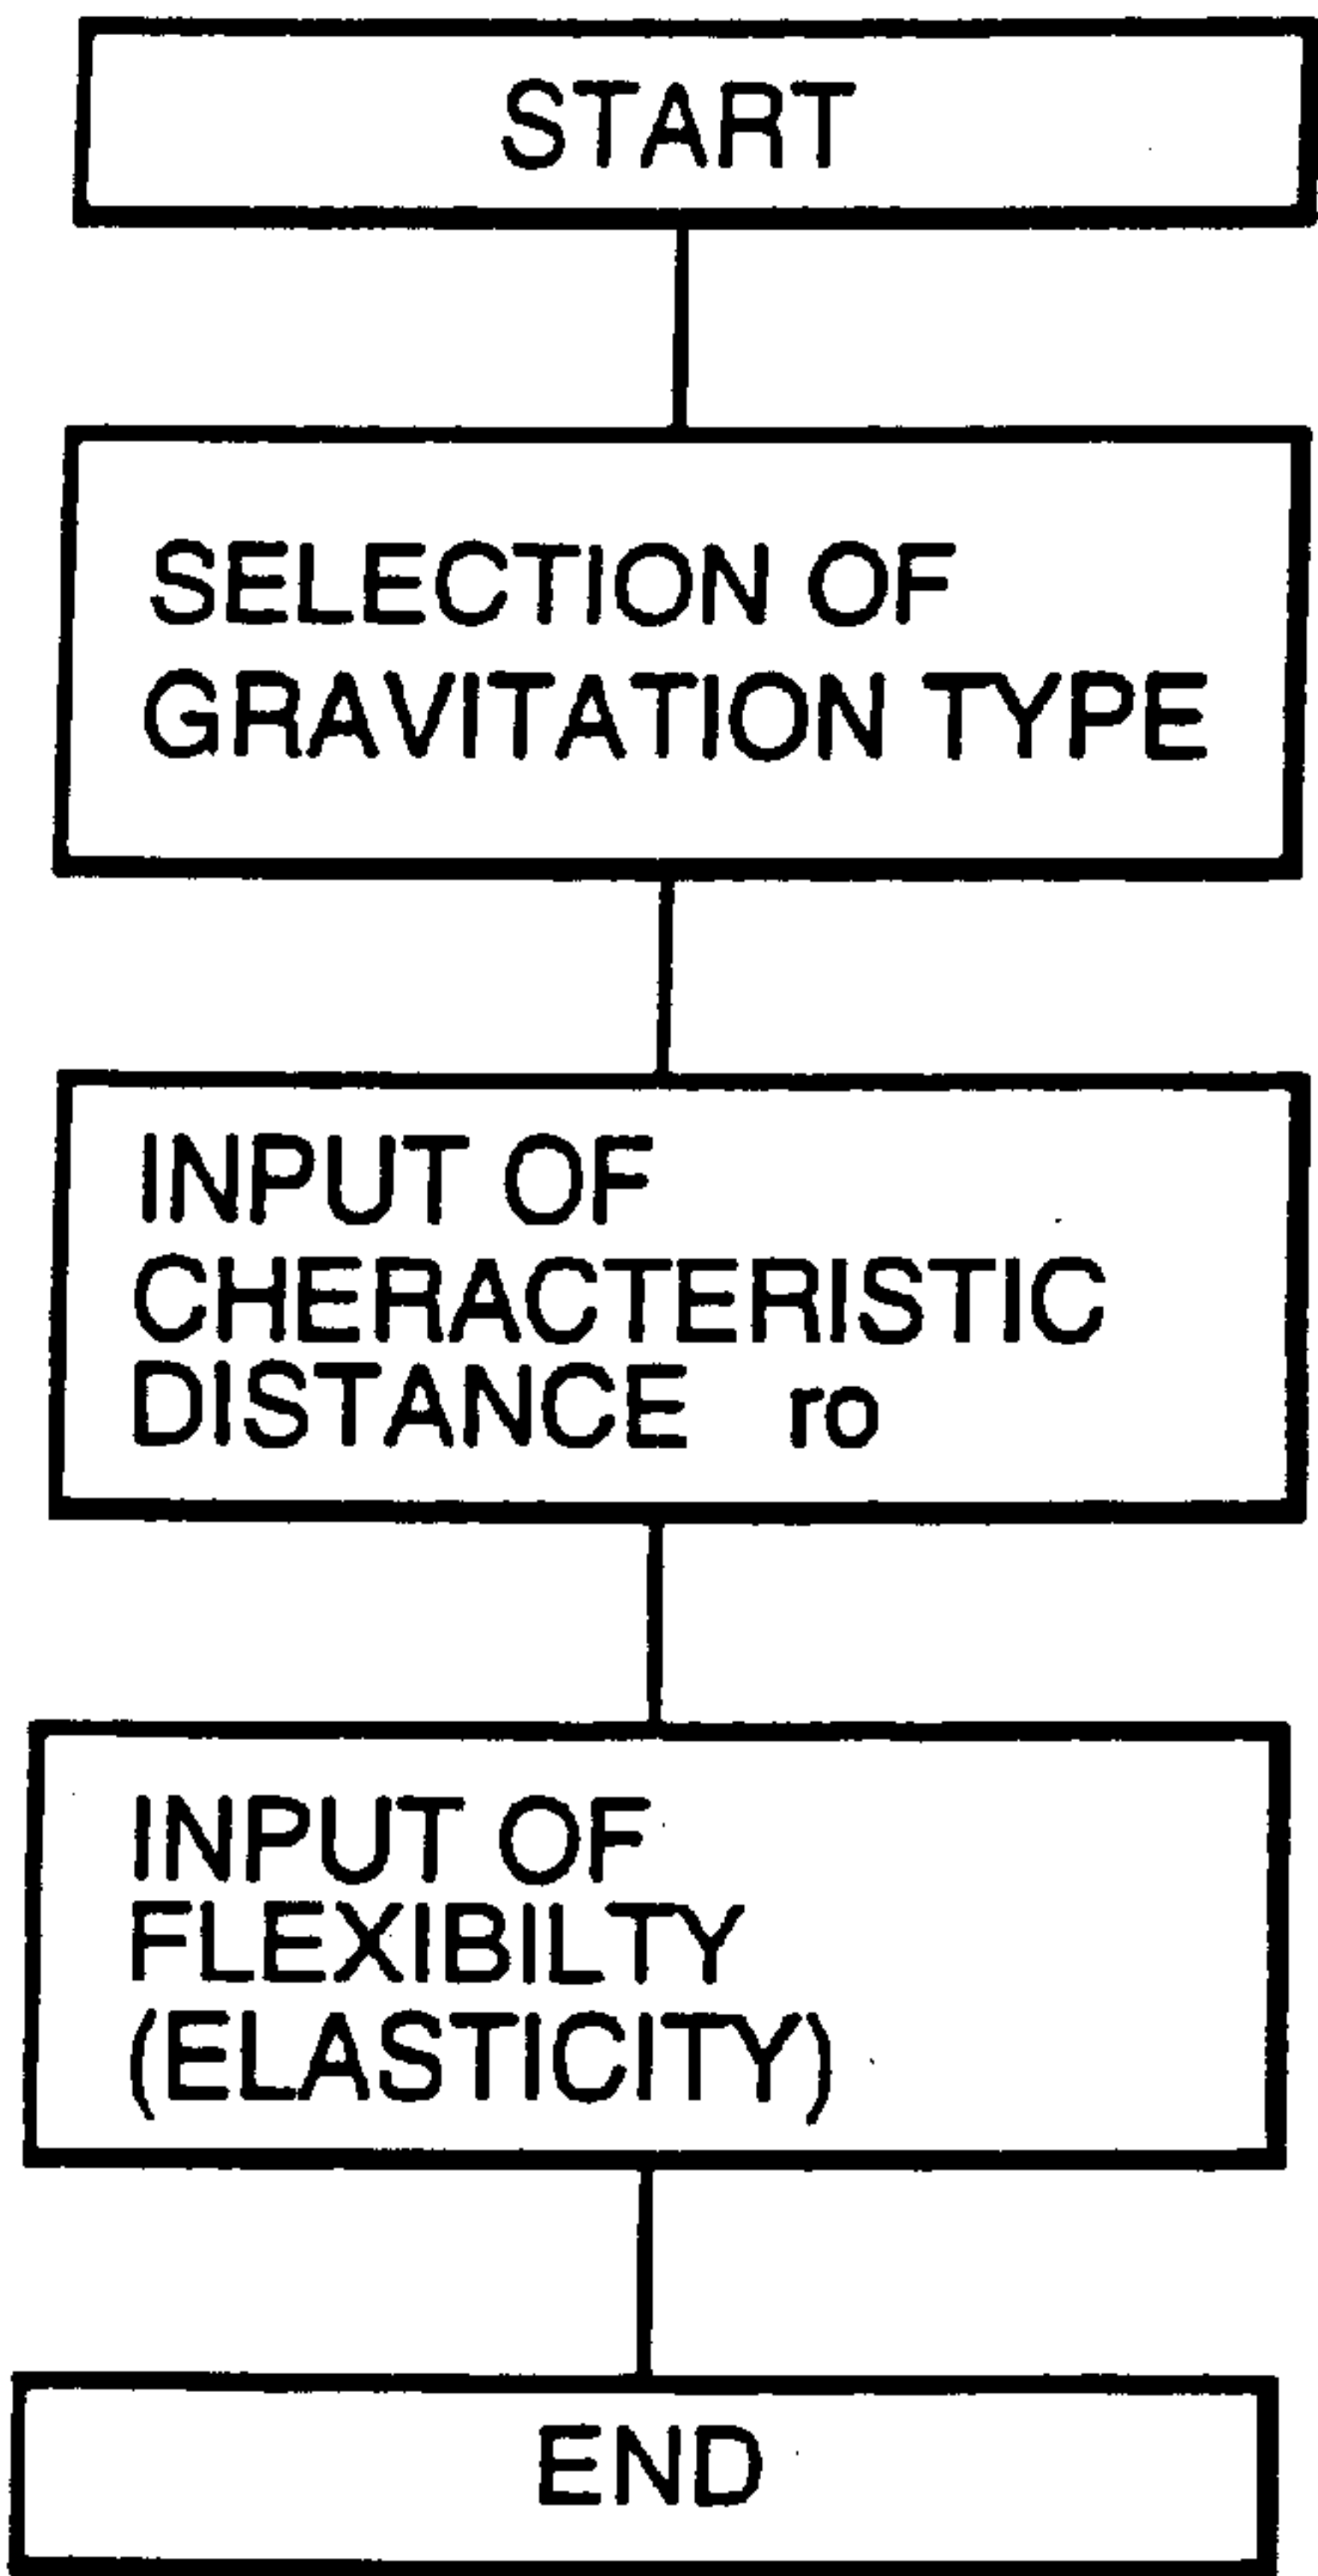 START
SELECTION OF
GRAVITATION TYPE
INPUT OF
CHERACTERISTIC
DISTANCE ro
INPUT OF
FLEXIBILTY
(ELASTICITY)
END